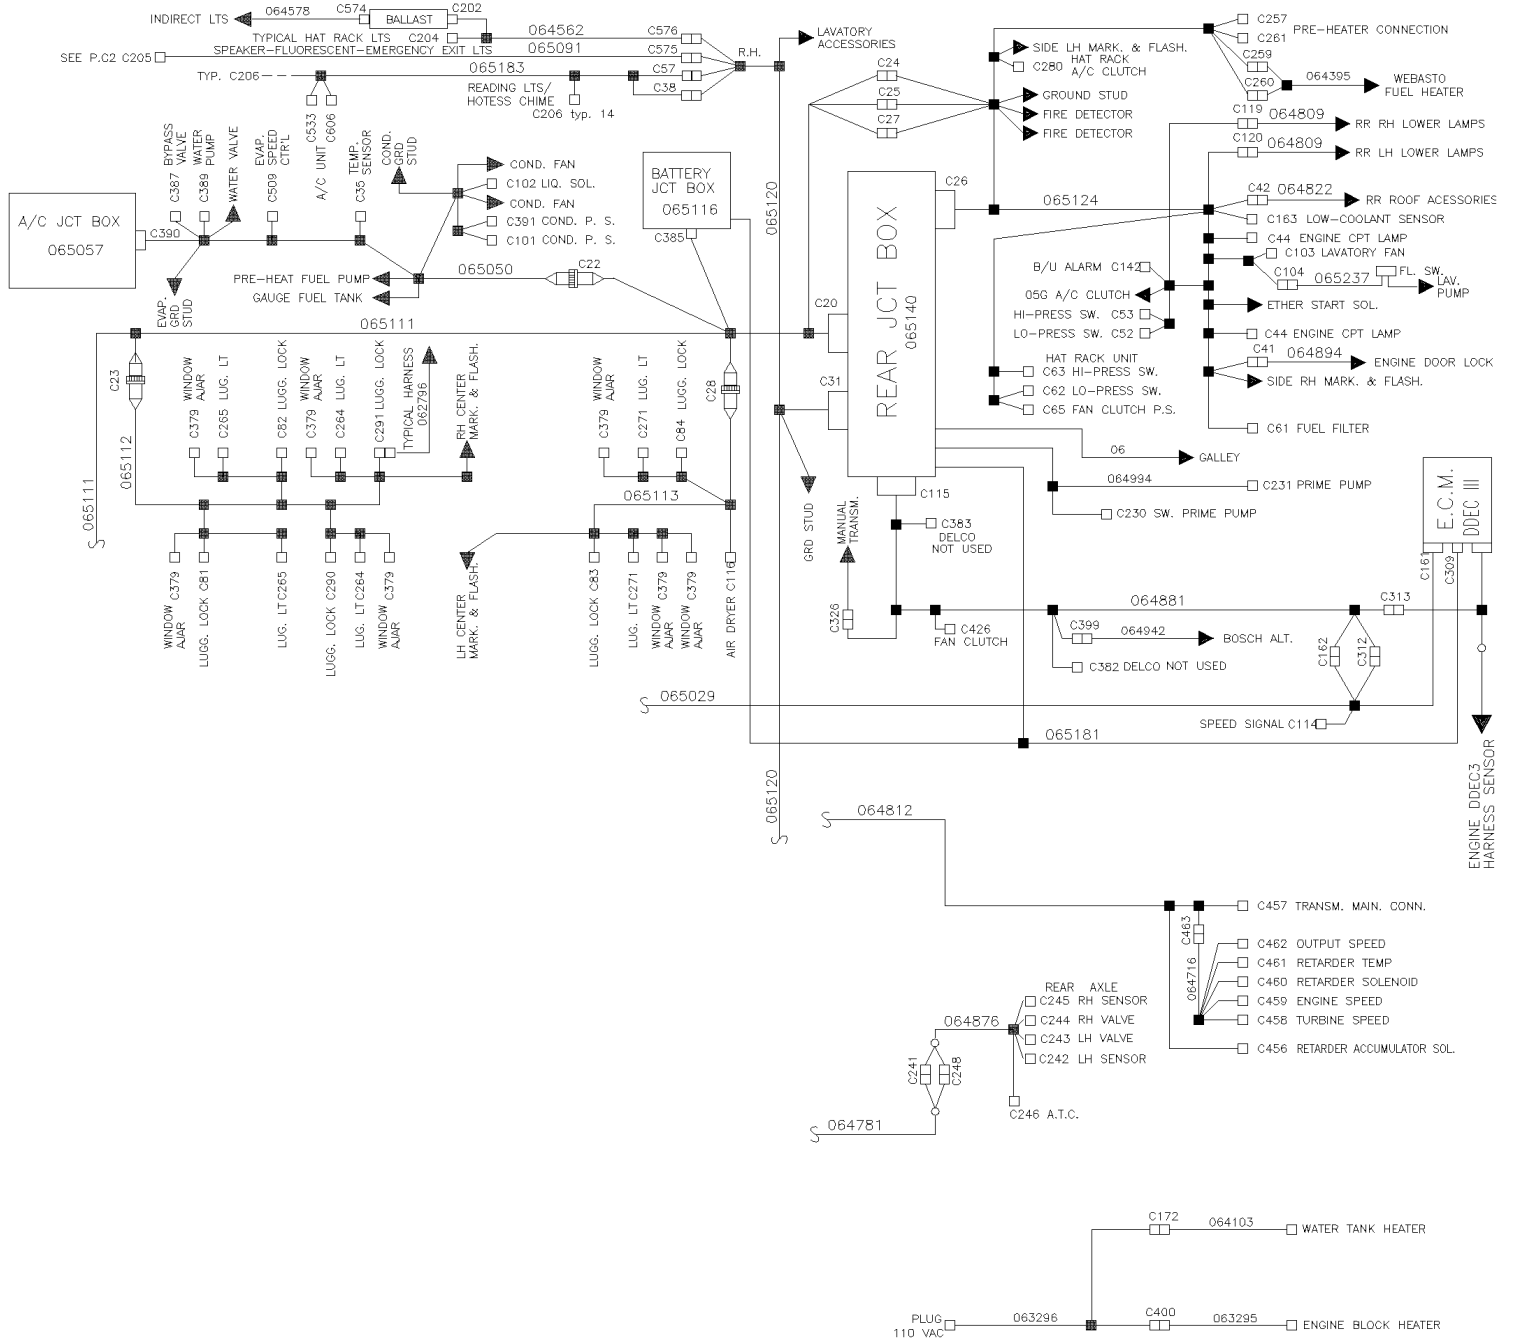 INDIRECT LTS
064578
C574
BALLAST
C202
TYPICAL HAT RACK LTS C204
064562
C576
SPEAKER-FLUORESCENT-EMERGENCY EXIT LTS
065091
C575
SEE P.C2 C205
TYP. C206
065183
C57
C38
R.H.
READING LTS/
HOTESS CHIME
C206 typ. 14
C533
C606
A/C UNIT
LAVATORY
ACCESSORIES
C387 BYPASS
VALVE
C389 WATER
PUMP
WATER VALVE
C509 EVAP.
SPEED
CTR'L
C35 TEMP.
SENSOR
COND.
GRD
STUD
COND. FAN
C102 LIQ. SOL.
COND. FAN
C391 COND. P. S.
C101 COND. P. S.
A/C JCT BOX
065057
C390
EVAP.
GRD
STUD
PRE-HEAT FUEL PUMP
GAUGE FUEL TANK
065050
C22
BATTERY
JCT BOX
065116
C385
065120
C24
C25
C27
SIDE LH MARK. & FLASH.
HAT RACK
C280 A/C CLUTCH
GROUND STUD
FIRE DETECTOR
FIRE DETECTOR
C257
C261
PRE-HEATER CONNECTION
C259
C260
064395
WEBASTO
FUEL HEATER
C119 064809
RR RH LOWER LAMPS
C120 064809
RR LH LOWER LAMPS
C26
065124
C42 064822
RR ROOF ACESSORIES
C163 LOW-COOLANT SENSOR
C44 ENGINE CPT LAMP
C103 LAVATORY FAN
C104 065237
FL. SW.
LAV.
PUMP
ETHER START SOL.
C44 ENGINE CPT LAMP
C41 064894
ENGINE DOOR LOCK
SIDE RH MARK. & FLASH.
C61 FUEL FILTER
B/U ALARM C142
05G A/C CLUTCH
HI-PRESS SW. C53
LO-PRESS SW. C52
HAT RACK UNIT
C63 HI-PRESS SW.
C62 LO-PRESS SW.
C65 FAN CLUTCH P.S.
REAR JCT BOX
065140
C20
C31
C115
065111
C23
065112
065111
C379 WINDOW
AJAR
C265 LUG. LT
C82 LUGG. LOCK
C379 WINDOW
AJAR
C264 LUG. LT
C291 LUGG. LOCK
TYPICAL HARNESS
062796
RH CENTER
MARK. & FLASH.
WINDOW C379
AJAR
LUGG. LOCK C81
LUG. LT C265
LUGG. LOCK C290
LUG. LT C264
WINDOW C379
AJAR
C379 WINDOW
AJAR
C271 LUGG. LT
C84 LUGG. LOCK
C28
065113
LH CENTER
MARK. & FLASH.
LUGG. LOCK C83
LUG. LT C271
WINDOW C379
AJAR
WINDOW C379
AJAR
AIR DRYER C116
GRD STUD
MANUAL
TRANSM.
C326
C383
DELCO
NOT USED
06
GALLEY
064994
C231 PRIME PUMP
C230 SW. PRIME PUMP
E.C.M.
DDEC III
C161
C309
064881
C313
C426
FAN CLUTCH
C399
064942
BOSCH ALT.
C382 DELCO NOT USED
C162
C312
065029
SPEED SIGNAL C114
065181
ENGINE DDEC3
HARNESS SENSOR
065120
064812
C457 TRANSM. MAIN. CONN.
C463
064716
C462 OUTPUT SPEED
C461 RETARDER TEMP
C460 RETARDER SOLENOID
C459 ENGINE SPEED
C458 TURBINE SPEED
C456 RETARDER ACCUMULATOR SOL.
REAR AXLE
C245 RH SENSOR
C244 RH VALVE
C243 LH VALVE
C242 LH SENSOR
064876
C246 A.T.C.
C241
C248
064781
C172
064103
WATER TANK HEATER
PLUG
110 VAC
063296
C400
063295
ENGINE BLOCK HEATER